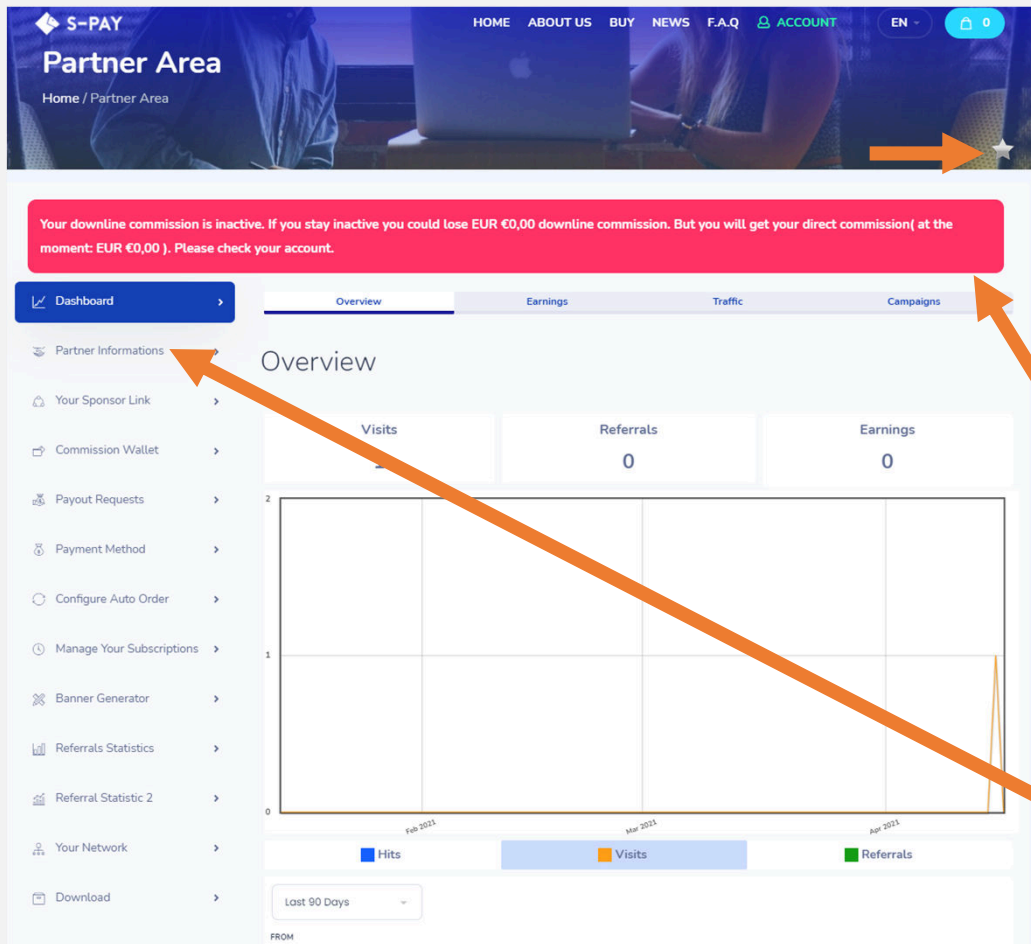 S-PAY
HOME ABOUT US BUY NEWS F.A.Q ACCOUNT EN 0
Partner Area
Home / Partner Area
Your downline commission is inactive. If you stay inactive you could lose EUR €0,00 downline commission. But you will get your direct commission( at the
moment: EUR €0,00 ). Please check your account.
Dashboard
Partner Informations
Your Sponsor Link
Commission Wallet
Payout Requests
Payment Method
Configure Auto Order
Manage Your Subscriptions
Banner Generator
Referrals Statistics
Referral Statistic 2
Your Network
Download
Overview Earnings Traffic Campaigns
Overview
Visits Referrals Earnings
0 0
2
1
0
Feb 2021 Mar 2021 Apr 2021
Hits Visits Referrals
Last 90 Days
FROM